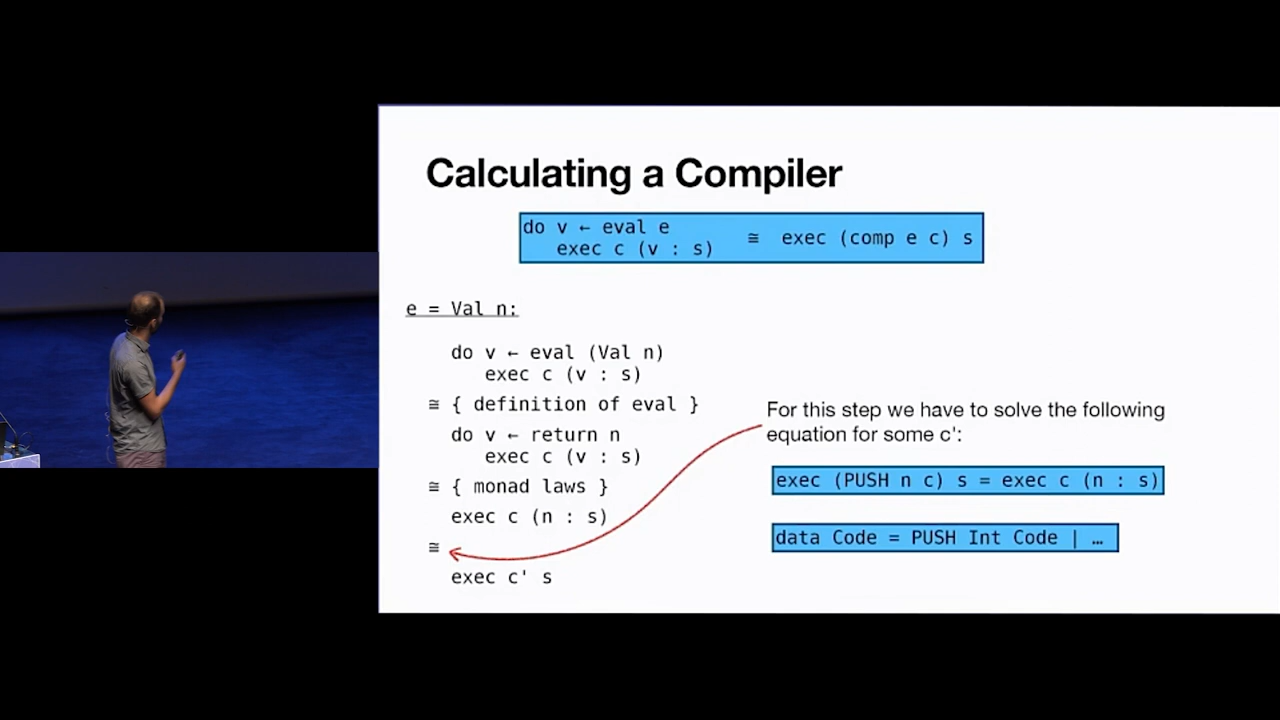 Calculating a Compiler
do v ← eval e
exec c (v : s)
≅ exec (comp e c) s
e = Val n:
do v ← eval (Val n)
exec c (v : s)
≅ { definition of eval }
do v ← return n
exec c (v : s)
≅ { monad laws }
exec c (n : s)
≅
exec c' s
For this step we have to solve the following
equation for some c':
exec (PUSH n c) s = exec c (n : s)
data Code = PUSH Int Code | …